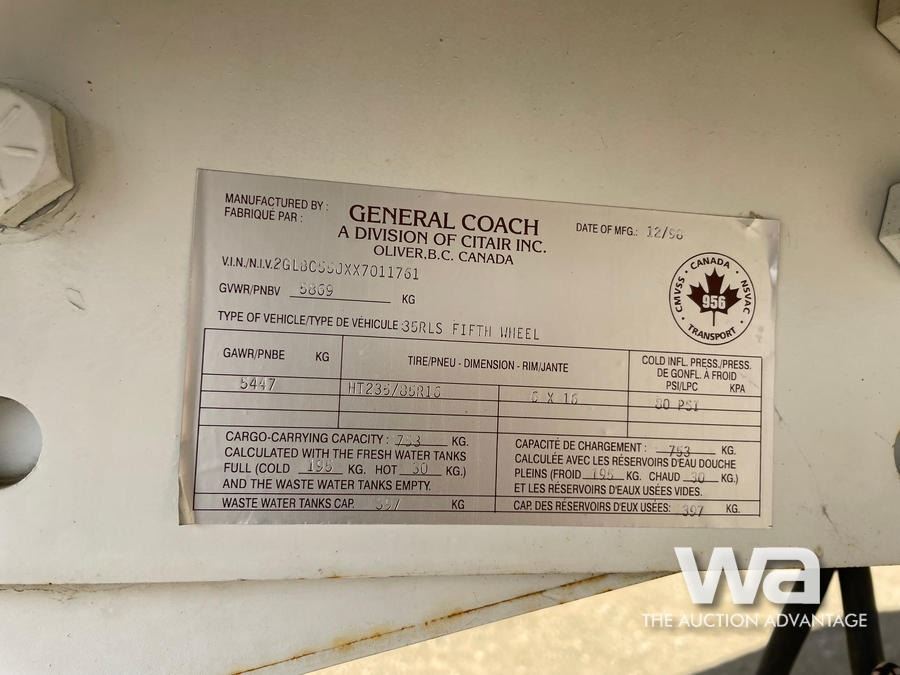 MANUFACTURED BY :
FABRIQUÉ PAR :
GENERAL COACH
A DIVISION OF CITAIR INC.
OLIVER, B.C. CANADA
DATE OF MFG.: 12/98
V.I.N./N.I.V.
GVWR/PNBV 5869 KG
TYPE OF VEHICLE/TYPE DE VÉHICULE: 35RLS FIFTH WHEEL
CMVSS · CANADA · NSVAC · TRANSPORT
956
GAWR/PNBE KG
TIRE/PNEU - DIMENSION - RIM/JANTE
COLD INFL. PRESS./PRESS.
DE GONFL. À FROID
PSI/LPC KPA
5447 HT235/85R16 6 X 16 80 PSI
CARGO-CARRYING CAPACITY : 753 KG.
CALCULATED WITH THE FRESH WATER TANKS
FULL (COLD 195 KG. HOT 30 KG.)
AND THE WASTE WATER TANKS EMPTY.
WASTE WATER TANKS CAP. 397 KG
CAPACITÉ DE CHARGEMENT : 753 KG.
CALCULÉE AVEC LES RÉSERVOIRS D'EAU DOUCHE
PLEINS (FROID 195 KG. CHAUD 30 KG.)
ET LES RÉSERVOIRS D'EAUX USÉES VIDES.
CAP. DES RÉSERVOIRS D'EAUX USÉES: 397 KG.
wa
THE AUCTION ADVANTAGE